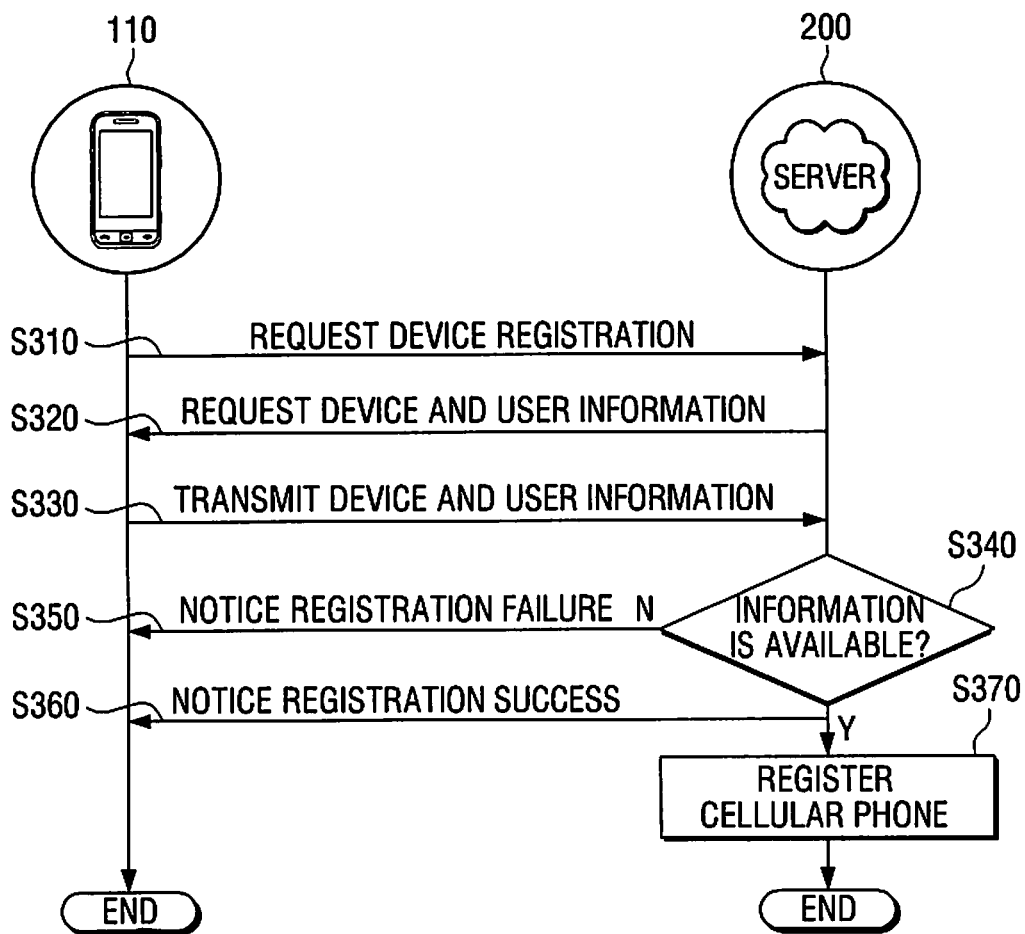 110
200
SERVER
S310
REQUEST DEVICE REGISTRATION
S320
REQUEST DEVICE AND USER INFORMATION
S330
TRANSMIT DEVICE AND USER INFORMATION
S340
S350
NOTICE REGISTRATION FAILURE N
INFORMATION
IS AVAILABLE?
S360
NOTICE REGISTRATION SUCCESS
S370
Y
REGISTER
CELLULAR PHONE
END
END